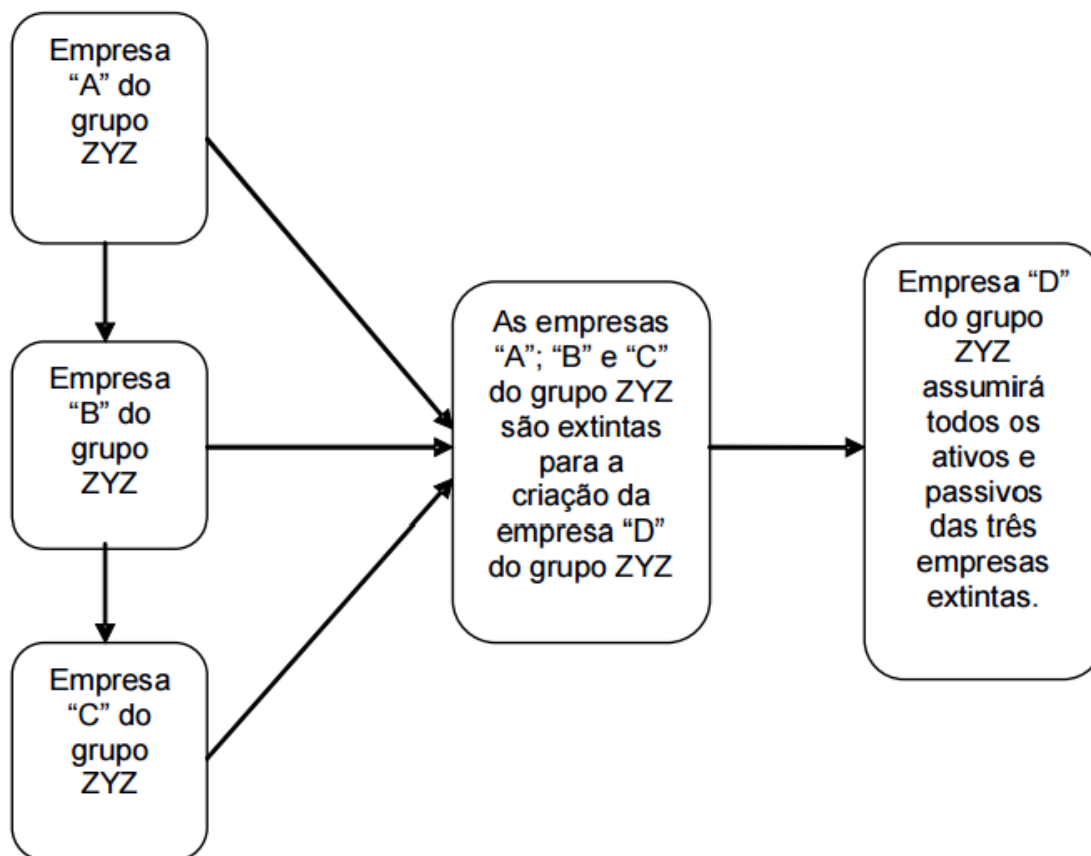 Empresa
“A” do
grupo
ZYZ
Empresa
“B” do
grupo
ZYZ
Empresa
“C” do
grupo
ZYZ
As empresas
“A”; “B” e “C”
do grupo ZYZ
são extintas
para a
criação da
empresa “D”
do grupo ZYZ
Empresa “D”
do grupo
ZYZ
assumirá
todos os
ativos e
passivos
das três
empresas
extintas.